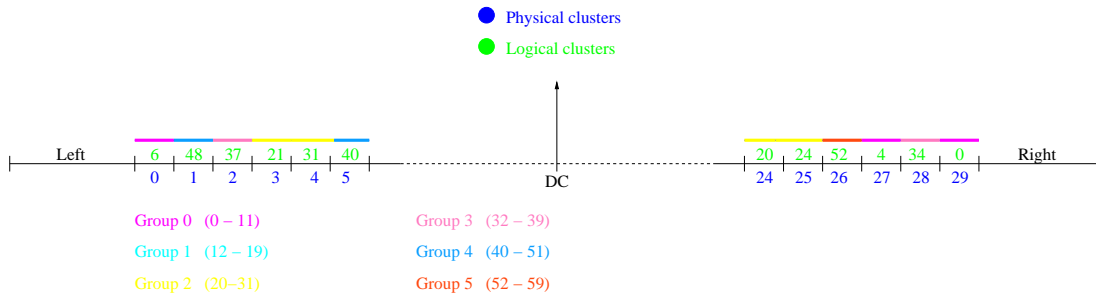 Physical clusters
Logical clusters
Left 6 48 37 21 31 40 20 24 52 4 34 0 Right
0 1 2 3 4 5 DC 24 25 26 27 28 29
Group 0 (0 – 11) Group 3 (32 – 39)
Group 1 (12 – 19) Group 4 (40 – 51)
Group 2 (20–31) Group 5 (52 – 59)